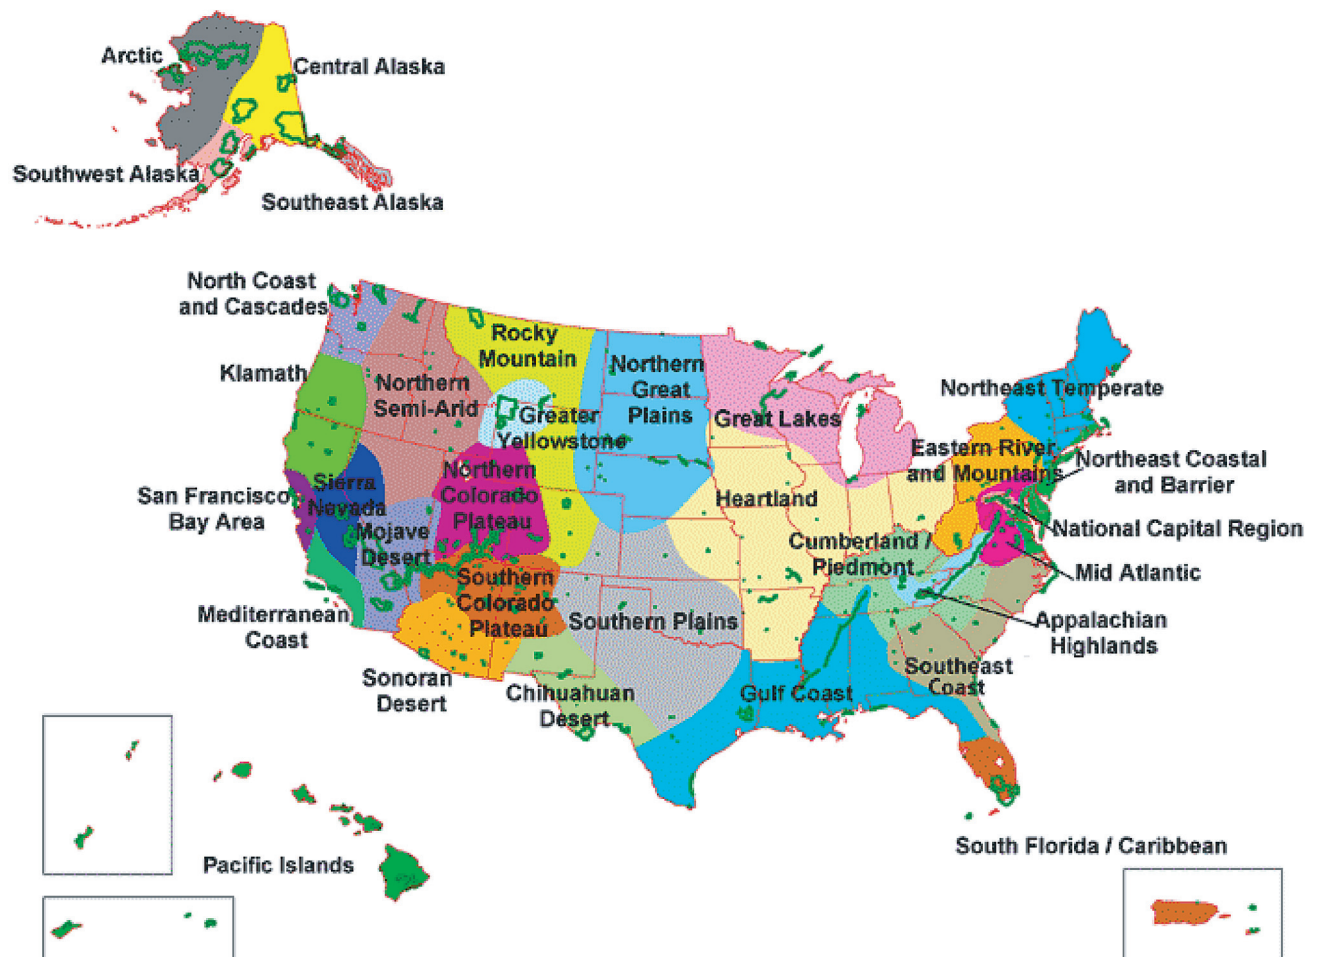 Arctic
Central Alaska
Southwest Alaska
Southeast Alaska
North Coast
and Cascades
Rocky
Mountain
Northern
Great
Plains
Klamath
Northern
Semi-Arid
Northeast Temperate
Greater
Yellowstone
Great Lakes
Eastern River
and Mountains
Northeast Coastal
and Barrier
Northern
Colorado
Plateau
Sierra
Nevada
San Francisco
Bay Area
Heartland
Mojave
Desert
Cumberland /
Piedmont
National Capital Region
Mid Atlantic
Southern
Colorado
Plateau
Mediterranean
Coast
Southern Plains
Appalachian
Highlands
Sonoran
Desert
Chihuahuan
Desert
Gulf Coast
Southeast
Coast
South Florida / Caribbean
Pacific Islands